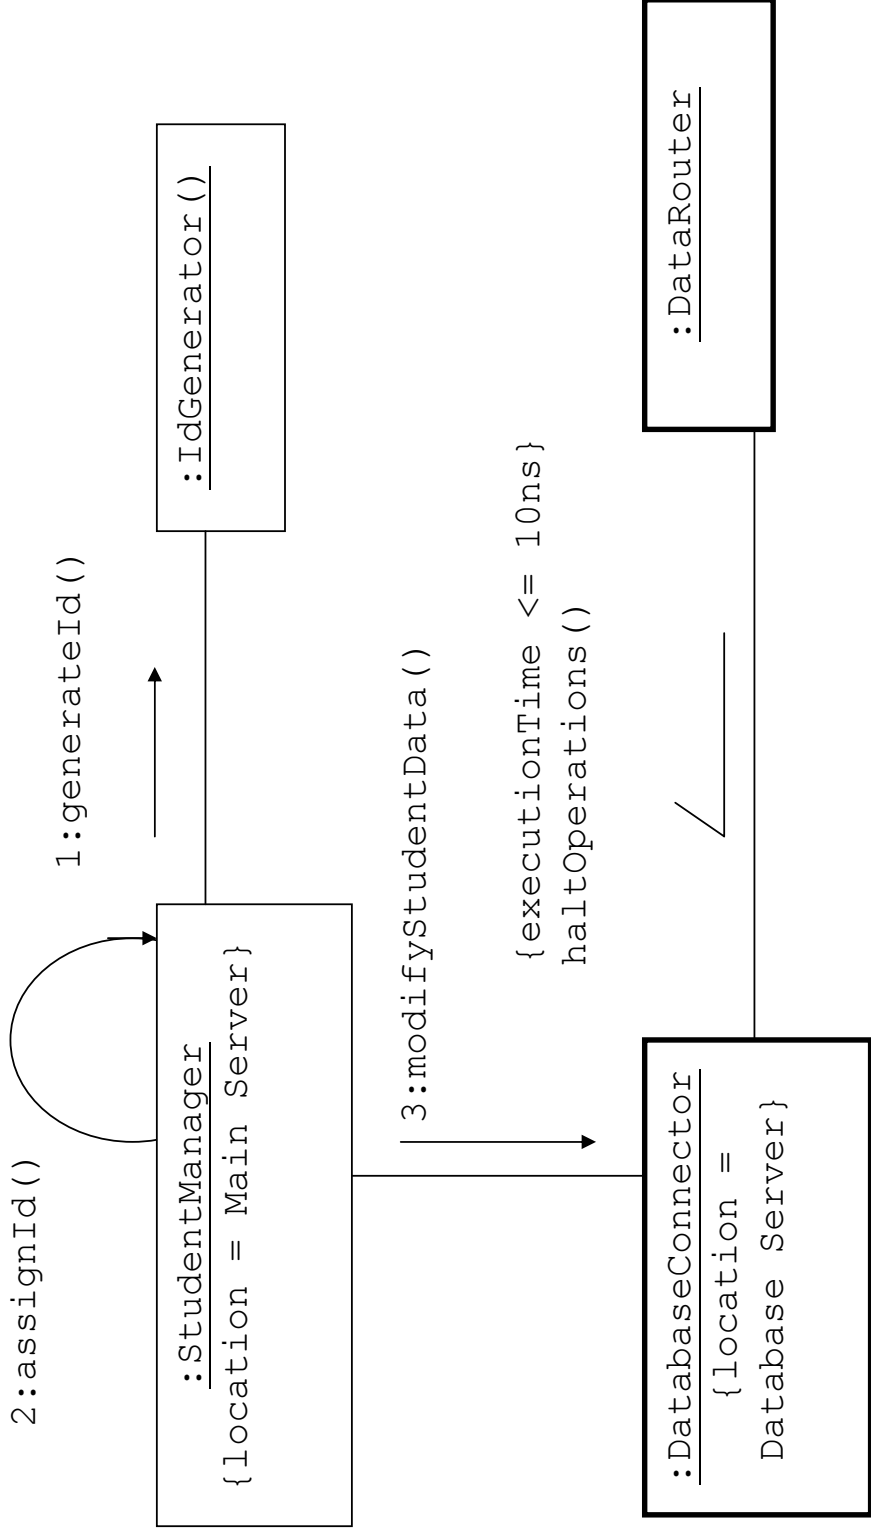 2:assignId()
1:generateId()
:StudentManager
{location = Main Server}
:IdGenerator()
3:modifyStudentData()
{executionTime <= 10ns}
haltOperations()
:DatabaseConnector
{location =
Database Server}
:DataRouter